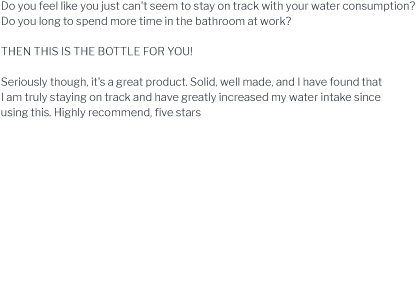 Do you feel like you just can't seem to stay on track with your water consumption?
Do you long to spend more time in the bathroom at work?
THEN THIS IS THE BOTTLE FOR YOU!
Seriously though, it's a great product. Solid, well made, and I have found that
I am truly staying on track and have greatly increased my water intake since
using this. Highly recommend, five stars